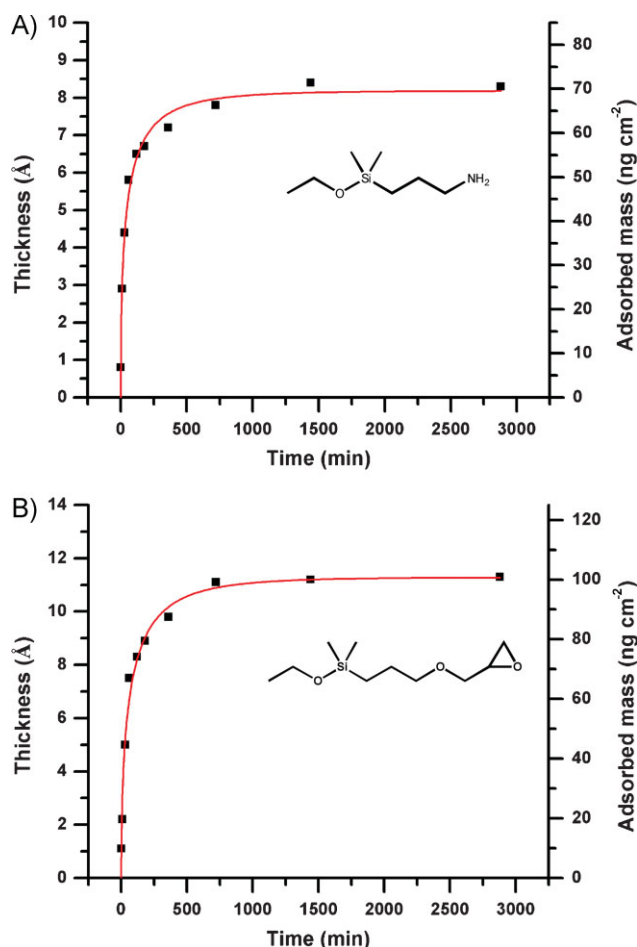 A)
10
9
8
7
6
5
4
3
2
1
0
Thickness (Å)
80
70
60
50
40
30
20
10
0
Adsorbed mass (ng cm-2)
Si
O
NH2
0 500 1000 1500 2000 2500 3000
Time (min)
B)
14
12
10
8
6
4
2
0
Thickness (Å)
120
100
80
60
40
20
0
Adsorbed mass (ng cm-2)
Si
O
O
O
0 500 1000 1500 2000 2500 3000
Time (min)